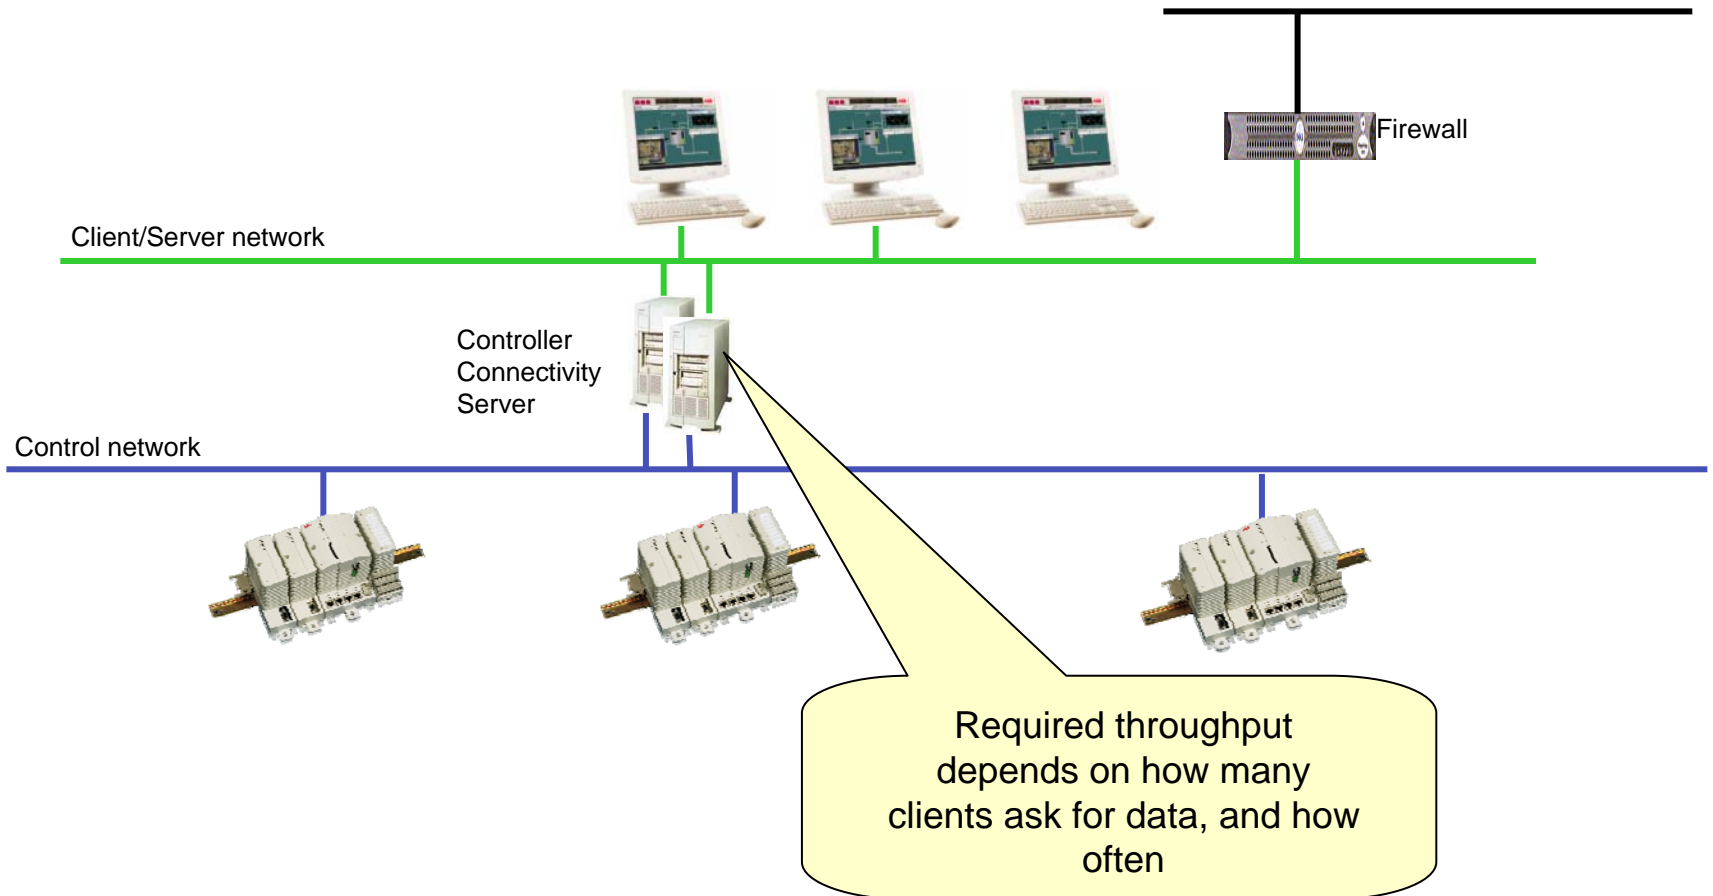 Firewall
Client/Server network
Controller
Connectivity
Server
Control network
Required throughput
depends on how many
clients ask for data, and how
often